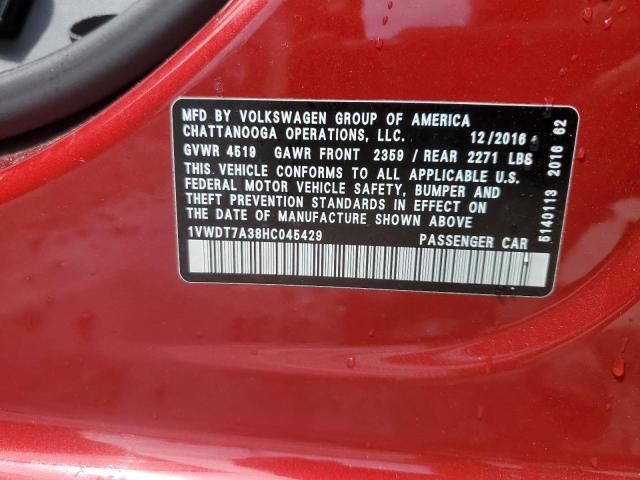 MFD BY VOLKSWAGEN GROUP OF AMERICA
CHATTANOOGA OPERATIONS, LLC. 12/2016
GVWR 4519 GAWR FRONT 2359 / REAR 2271 LBS
THIS VEHICLE CONFORMS TO ALL APPLICABLE U.S.
FEDERAL MOTOR VEHICLE SAFETY, BUMPER AND
THEFT PREVENTION STANDARDS IN EFFECT ON
THE DATE OF MANUFACTURE SHOWN ABOVE
1VWDT7A38HC045429 PASSENGER CAR
5140113 2016 62